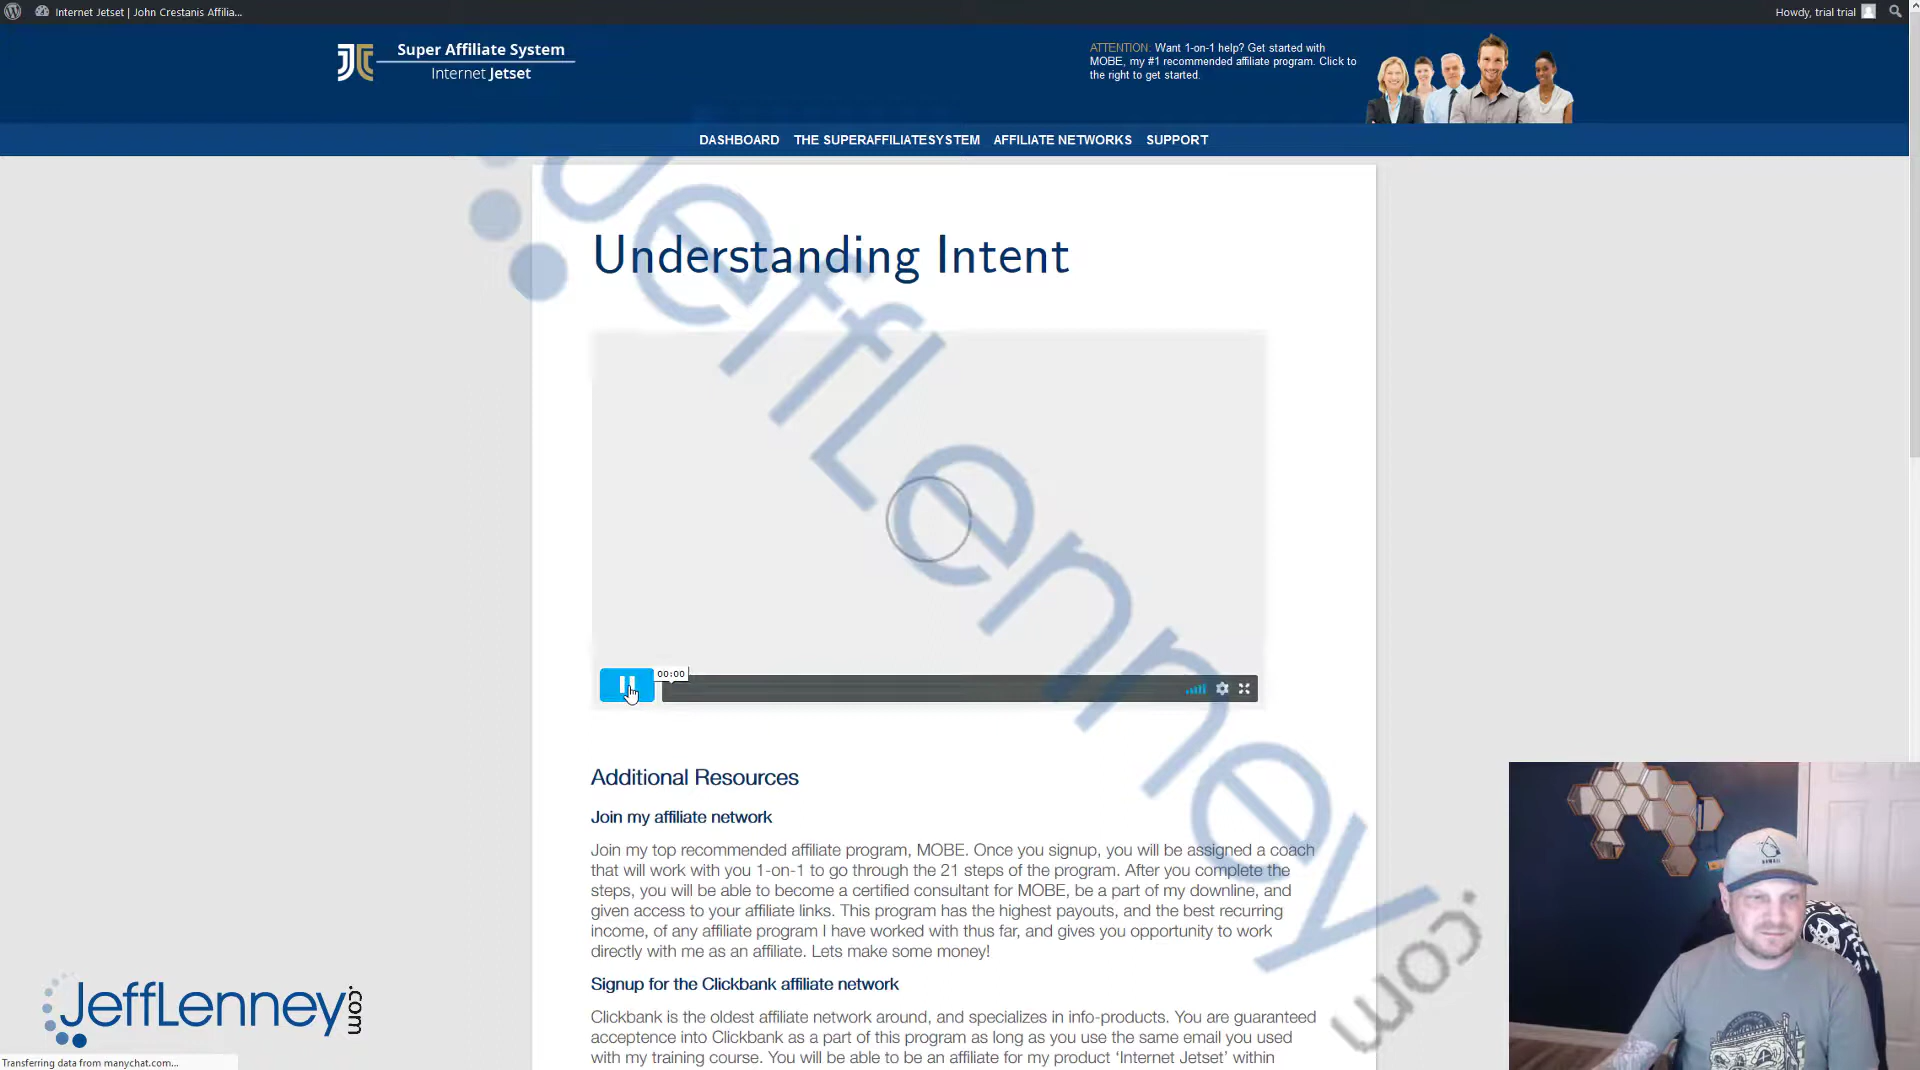 Internet Jetset | John Crestanis Affilia...
Howdy, trial trial
JC
Super Affiliate System
Internet Jetset
ATTENTION: Want 1-on-1 help? Get started with
MOBE, my #1 recommended affiliate program. Click to
the right to get started.
DASHBOARD THE SUPERAFFILIATESYSTEM AFFILIATE NETWORKS SUPPORT
Understanding Intent
JeffLenney
.com
00:00
Additional Resources
Join my affiliate network
Join my top recommended affiliate program, MOBE. Once you signup, you will be assigned a coach
that will work with you 1-on-1 to go through the 21 steps of the program. After you complete the
steps, you will be able to become a certified consultant for MOBE, be a part of my downline, and
given access to your affiliate links. This program has the highest payouts, and the best recurring
income, of any affiliate program I have worked with thus far, and gives you opportunity to work
directly with me as an affiliate. Lets make some money!
Signup for the Clickbank affiliate network
Clickbank is the oldest affiliate network around, and specializes in info-products. You are guaranteed
acceptance into Clickbank as a part of this program as long as you use the same email you used
with my training course. You will be able to be an affiliate for my product 'Internet Jetset' within
JeffLenney.com
Transferring data from manychat.com...